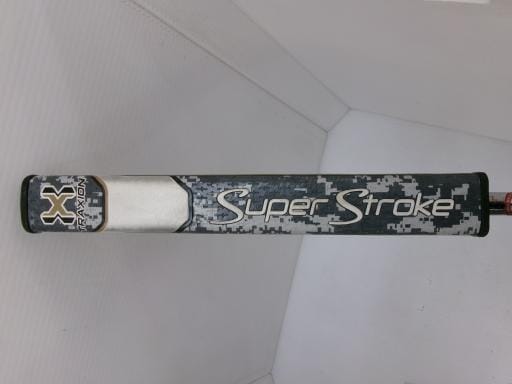 X
TRAXION
Super Stroke